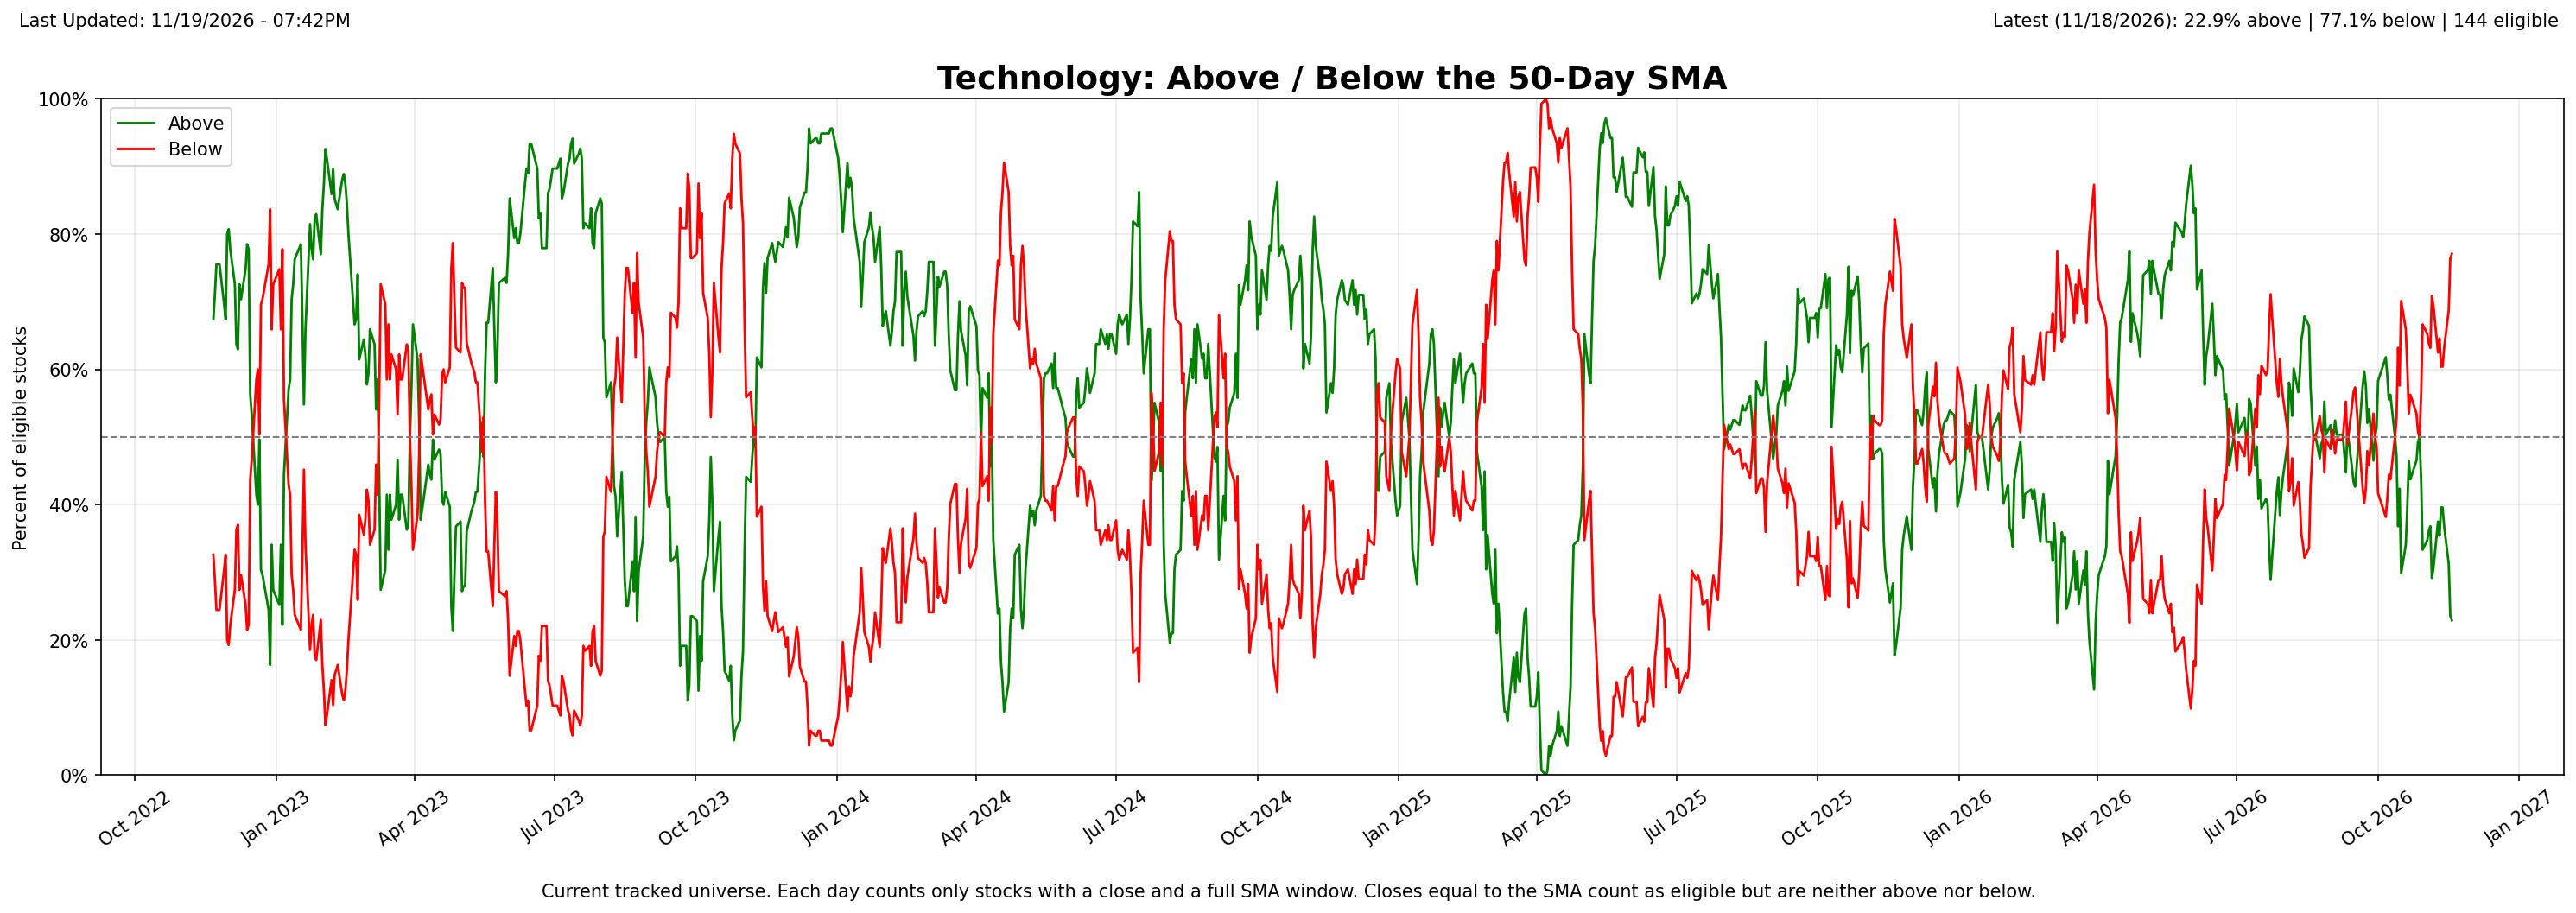 Last Updated: 11/19/2026 - 07:42PM
Latest (11/18/2026): 22.9% above | 77.1% below | 144 eligible
Technology: Above / Below the 50-Day SMA
Above
Below
Percent of eligible stocks
100%
80%
60%
40%
20%
0%
Oct 2022
Jan 2023
Apr 2023
Jul 2023
Oct 2023
Jan 2024
Apr 2024
Jul 2024
Oct 2024
Jan 2025
Apr 2025
Jul 2025
Oct 2025
Jan 2026
Apr 2026
Jul 2026
Oct 2026
Jan 2027
Current tracked universe. Each day counts only stocks with a close and a full SMA window. Closes equal to the SMA count as eligible but are neither above nor below.